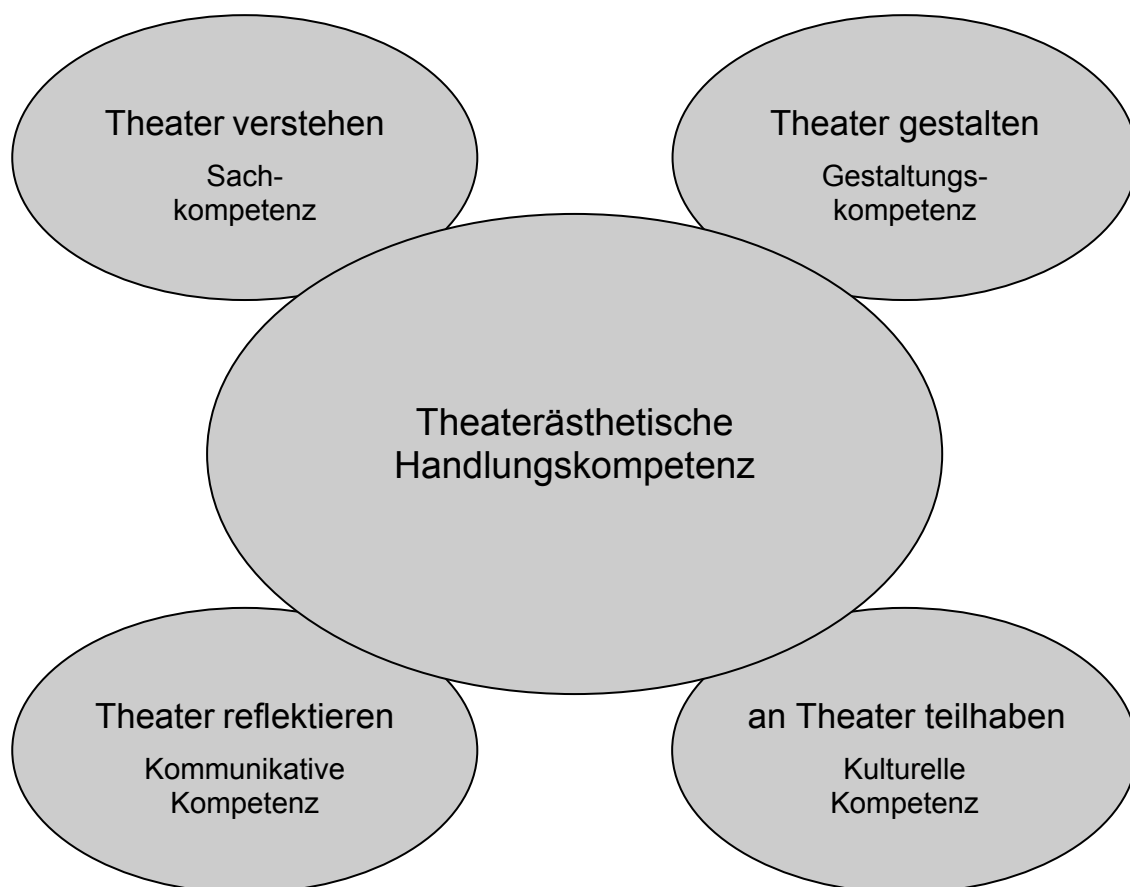 Theater verstehen
Sach-
kompetenz
Theater gestalten
Gestaltungs-
kompetenz
Theaterästhetische
Handlungskompetenz
Theater reflektieren
Kommunikative
Kompetenz
an Theater teilhaben
Kulturelle
Kompetenz